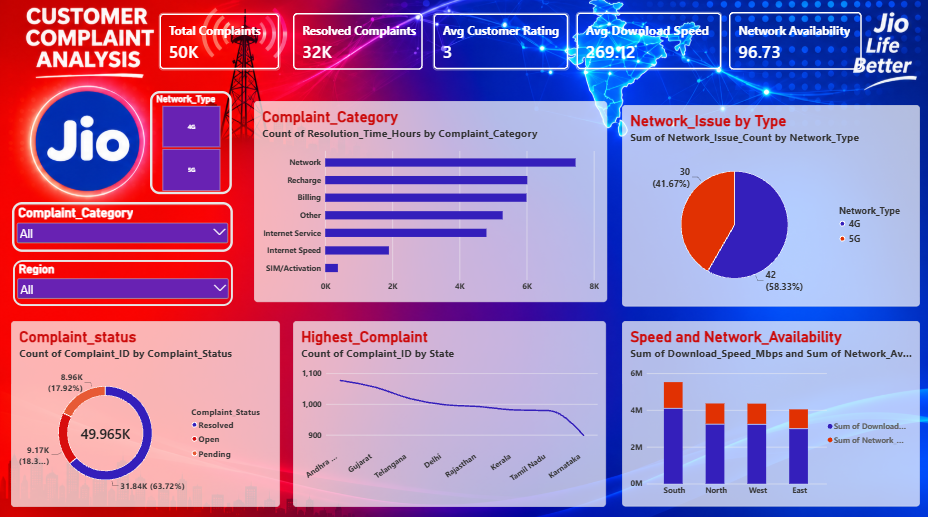 CUSTOMER
COMPLAINT
ANALYSIS
Total Complaints
50K
Resolved Complaints
32K
Avg Customer Rating
3
Avg Download Speed
269.12
Network Availability
96.73
Jio
Life
Better
Jio
Network_Type
4G
5G
Complaint_Category
All
Region
All
Complaint_Category
Count of Resolution_Time_Hours by Complaint_Category
Network
Recharge
Billing
Other
Internet Service
Internet Speed
SIM/Activation
0K 2K 4K 6K 8K
Network_Issue by Type
Sum of Network_Issue_Count by Network_Type
30
(41.67%)
42
(58.33%)
Network_Type
4G
5G
Complaint_status
Count of Complaint_ID by Complaint_Status
8.96K
(17.92%)
49.965K
9.17K
(18.3...)
31.84K (63.72%)
Complaint_Status
Resolved
Open
Pending
Highest_Complaint
Count of Complaint_ID by State
1,100
1,000
900
Andhra ...
Gujarat
Telangana
Delhi
Rajasthan
Kerala
Tamil Nadu
Karnataka
Speed and Network_Availability
Sum of Download_Speed_Mbps and Sum of Network_Av...
6M
4M
2M
0M
South North West East
Sum of Download...
Sum of Network_...